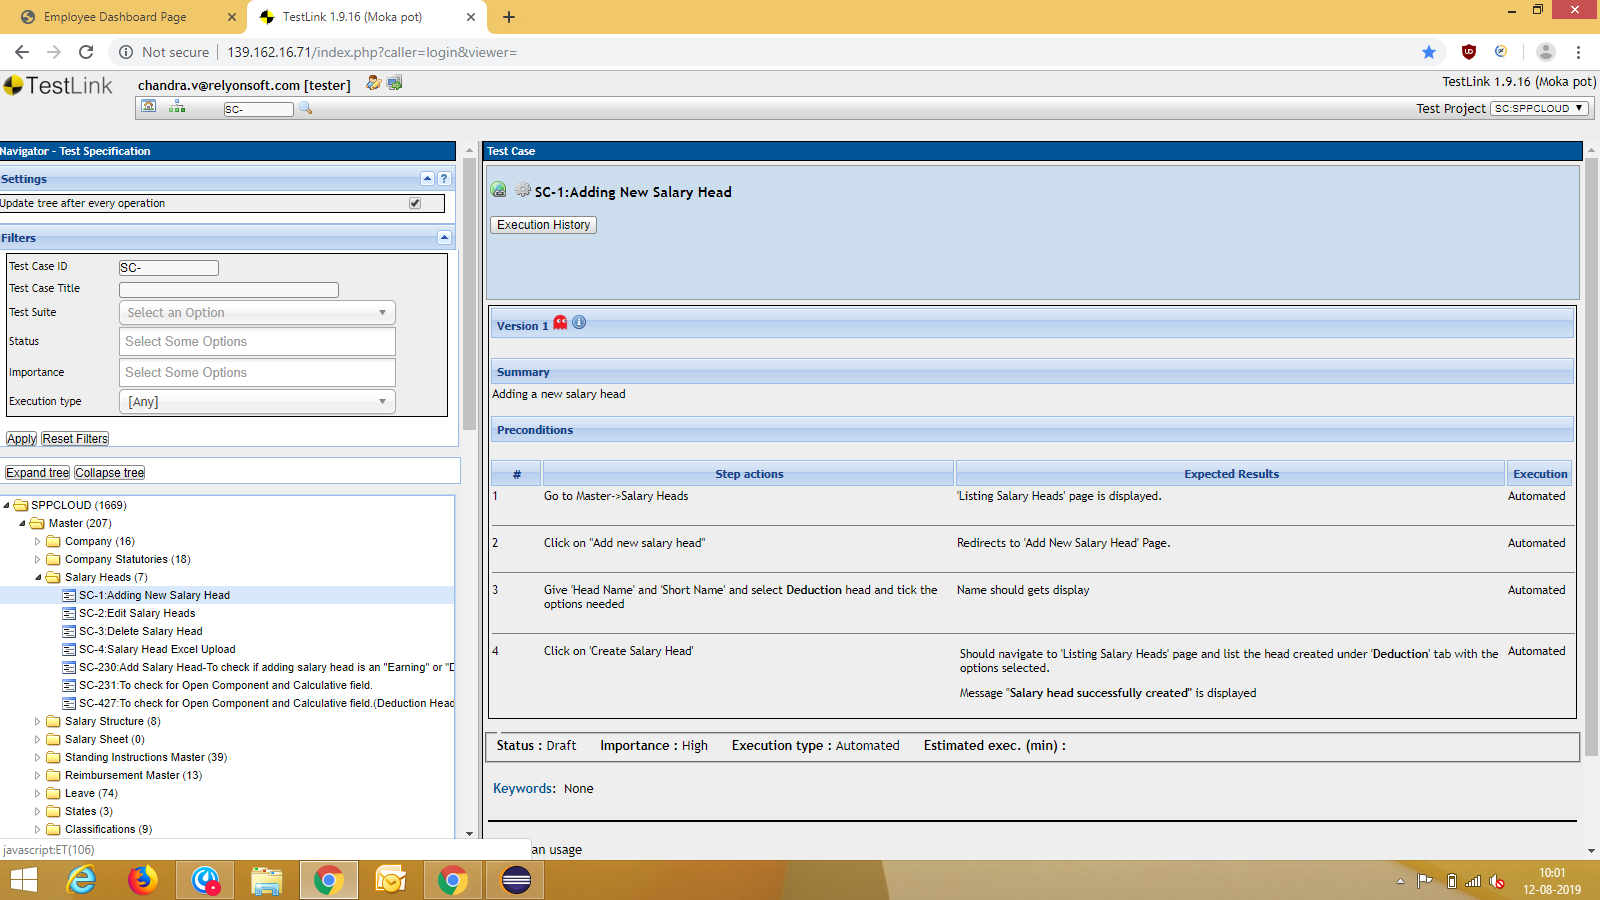 Employee Dashboard Page
TestLink 1.9.16 (Moka pot)
Not secure
139.162.16.71/index.php?caller=login&viewer=
TestLink
chandra.v@relyonsoft.com [tester]
TestLink 1.9.16 (Moka pot)
SC-
Test Project
SC:SPPCLOUD
Navigator - Test Specification
Settings
?
Update tree after every operation
Filters
Test Case ID
SC-
Test Case Title
Test Suite
Select an Option
Status
Select Some Options
Importance
Select Some Options
Execution type
[Any]
Apply
Reset Filters
Expand tree
Collapse tree
SPPCLOUD (1669)
Master (207)
Company (16)
Company Statutories (18)
Salary Heads (7)
SC-1:Adding New Salary Head
SC-2:Edit Salary Heads
SC-3:Delete Salary Head
SC-4:Salary Head Excel Upload
SC-230:Add Salary Head-To check if adding salary head is an "Earning" or "D
SC-231:To check for Open Component and Calculative field.
SC-427:To check for Open Component and Calculative field.(Deduction Head
Salary Structure (8)
Salary Sheet (0)
Standing Instructions Master (39)
Reimbursement Master (13)
Leave (74)
States (3)
Classifications (9)
javascript:ET(106)
Test Case
SC-1:Adding New Salary Head
Execution History
Version 1
Summary
Adding a new salary head
Preconditions
# Step actions Expected Results Execution
1 Go to Master->Salary Heads 'Listing Salary Heads' page is displayed. Automated
2 Click on "Add new salary head" Redirects to 'Add New Salary Head' Page. Automated
3 Give 'Head Name' and 'Short Name' and select Deduction head and tick the Name should gets display Automated
options needed
4 Click on 'Create Salary Head' Should navigate to 'Listing Salary Heads' page and list the head created under 'Deduction' tab with the Automated
options selected.
Message "Salary head successfully created" is displayed
Status : Draft Importance : High Execution type : Automated Estimated exec. (min) :
Keywords: None
an usage
10:01
12-08-2019